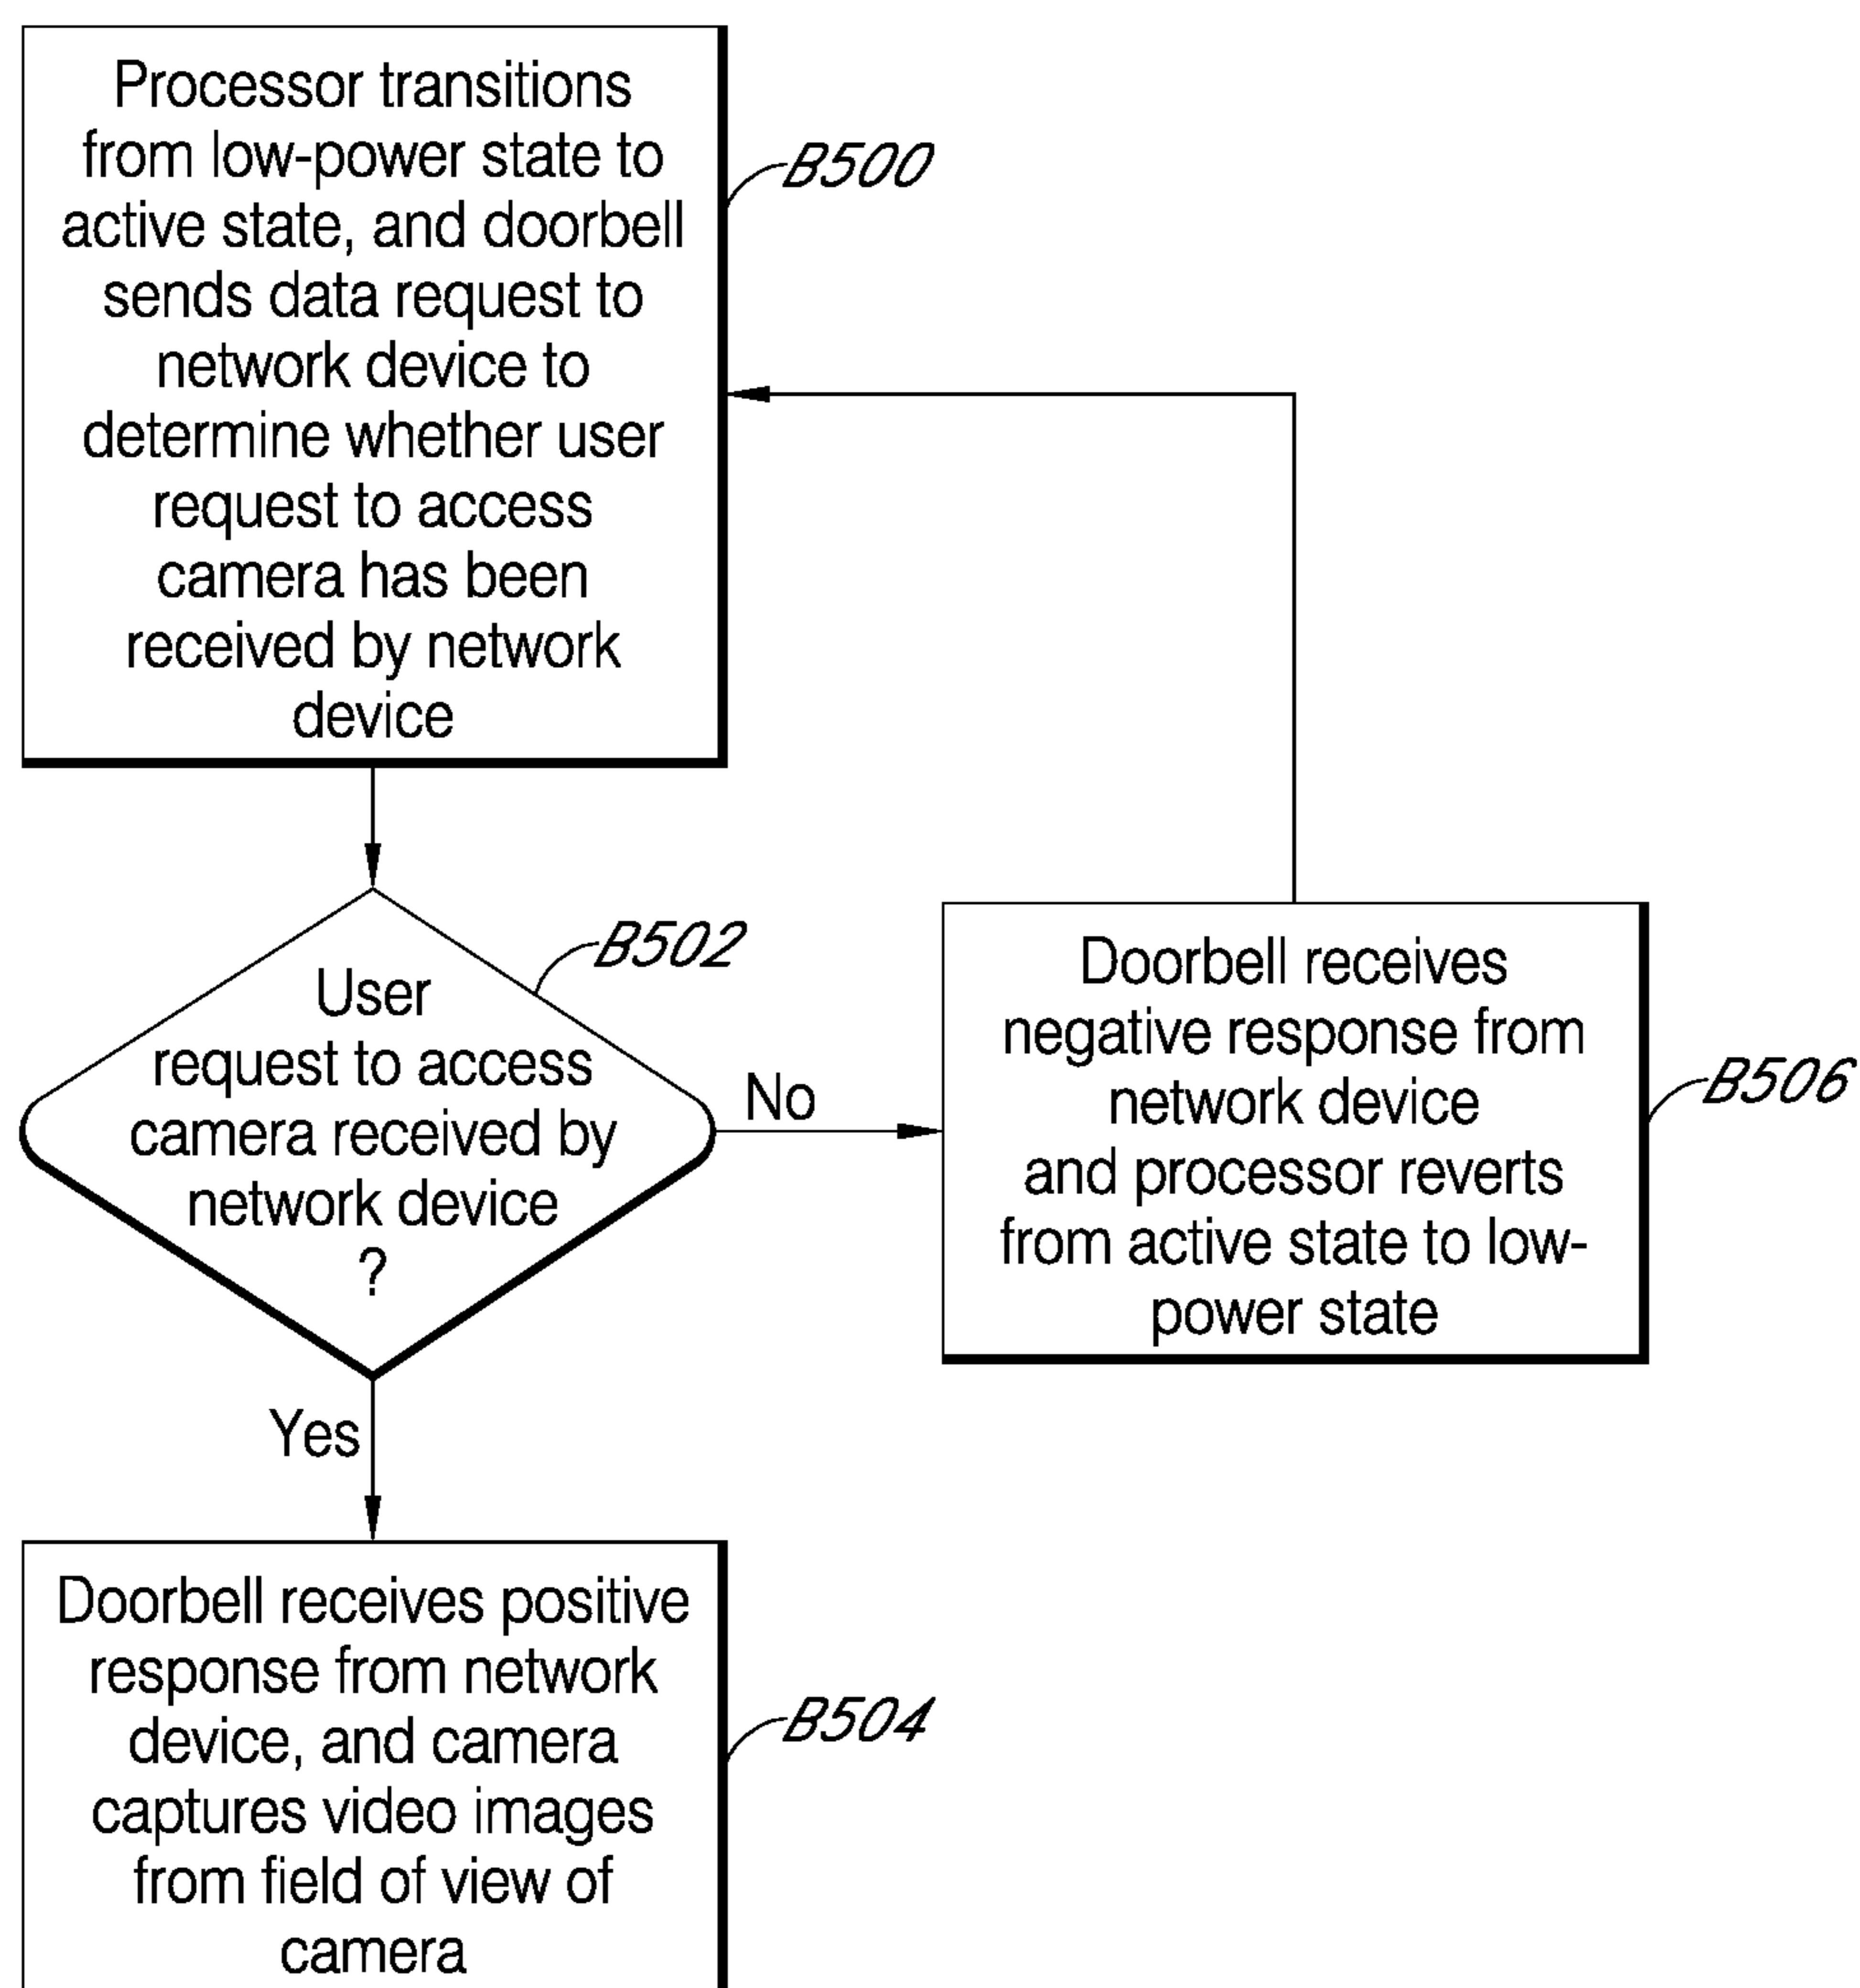 Processor transitions
from low-power state to
active state, and doorbell
sends data request to
network device to
determine whether user
request to access
camera has been
received by network
device
B500
User
request to access
camera received by
network device
?
B502
No
Doorbell receives
negative response from
network device
and processor reverts
from active state to low-
power state
B506
Yes
Doorbell receives positive
response from network
device, and camera
captures video images
from field of view of
camera
B504